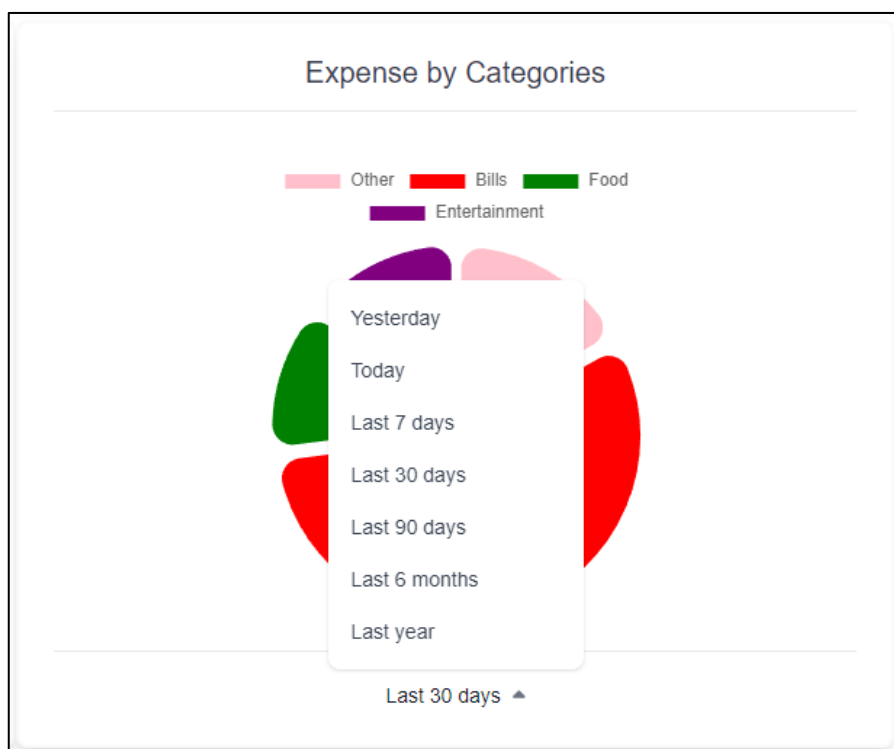 Expense by Categories
Other Bills Food
Entertainment
Yesterday
Today
Last 7 days
Last 30 days
Last 90 days
Last 6 months
Last year
Last 30 days